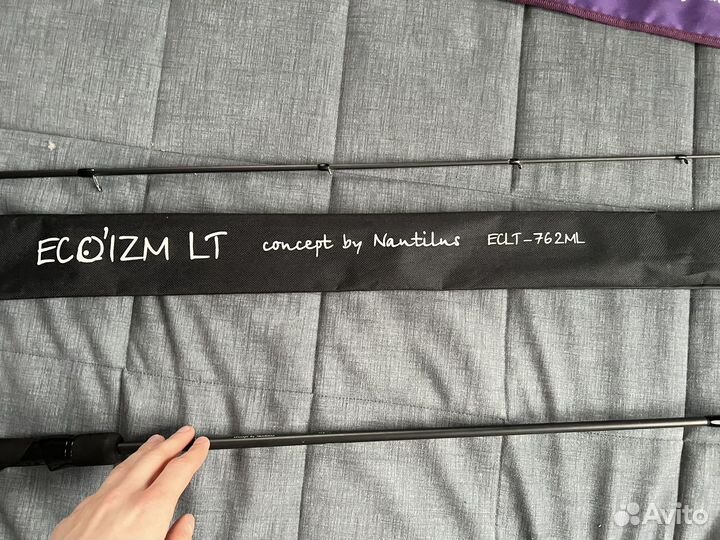 ECO'IZM LT concept by Nautilus ECLT-762ML
Avito